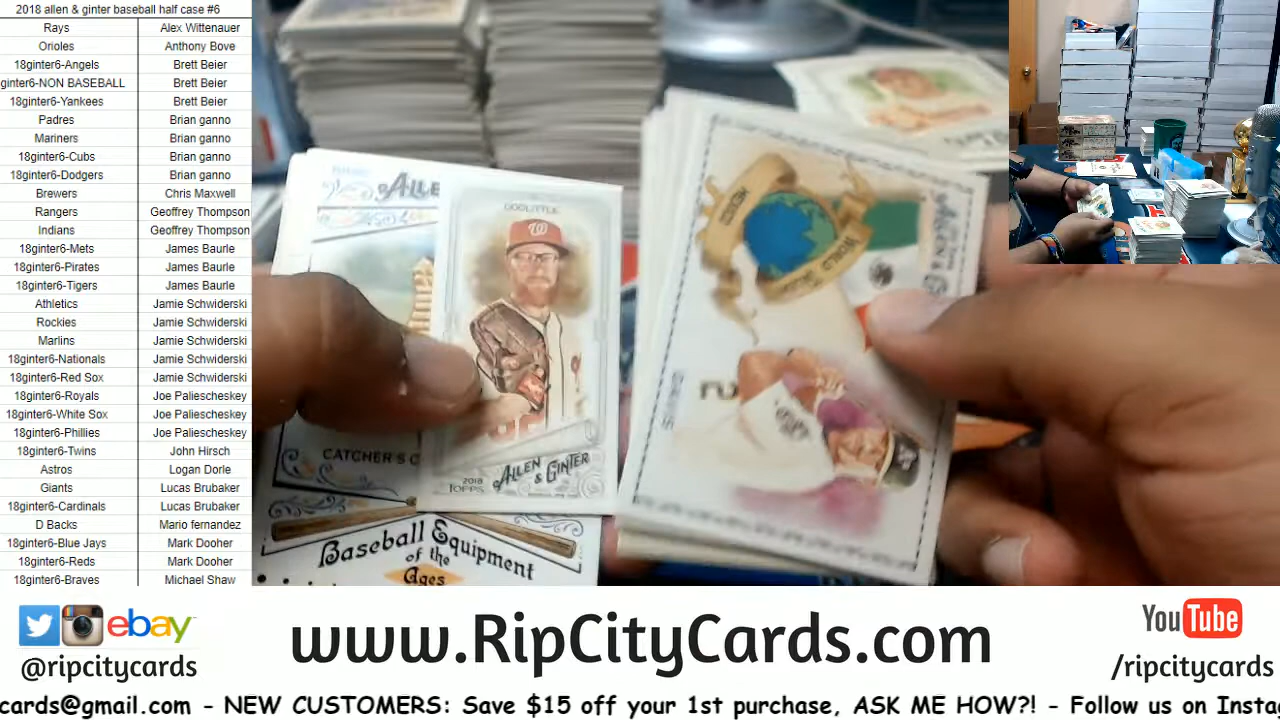 2018 allen & ginter baseball half case #6
Rays Alex Wittenauer
Orioles Anthony Bove
18ginter6-Angels Brett Beier
ginter6-NON BASEBALL Brett Beier
18ginter6-Yankees Brett Beier
Padres Brian ganno
Mariners Brian ganno
18ginter6-Cubs Brian ganno
18ginter6-Dodgers Brian ganno
Brewers Chris Maxwell
Rangers Geoffrey Thompson
Indians Geoffrey Thompson
18ginter6-Mets James Baurle
18ginter6-Pirates James Baurle
18ginter6-Tigers James Baurle
Athletics Jamie Schwiderski
Rockies Jamie Schwiderski
Marlins Jamie Schwiderski
18ginter6-Nationals Jamie Schwiderski
18ginter6-Red Sox Jamie Schwiderski
18ginter6-Royals Joe Paliescheskey
18ginter6-White Sox Joe Paliescheskey
18ginter6-Phillies Joe Paliescheskey
18ginter6-Twins John Hirsch
Astros Logan Dorle
Giants Lucas Brubaker
18ginter6-Cardinals Lucas Brubaker
D Backs Mario fernandez
18ginter6-Blue Jays Mark Dooher
18ginter6-Reds Mark Dooher
18ginter6-Braves Michael Shaw
ALLE
DOOLITTLE
W
2018 TOPPS
ALLEN & GINTER
CATCHER'S C
Baseball Equipment
of the
Ages
WORLD
ebay
@ripcitycards
www.RipCityCards.com
YouTube
/ripcitycards
cards@gmail.com - NEW CUSTOMERS: Save $15 off your 1st purchase, ASK ME HOW?! - Follow us on Insta